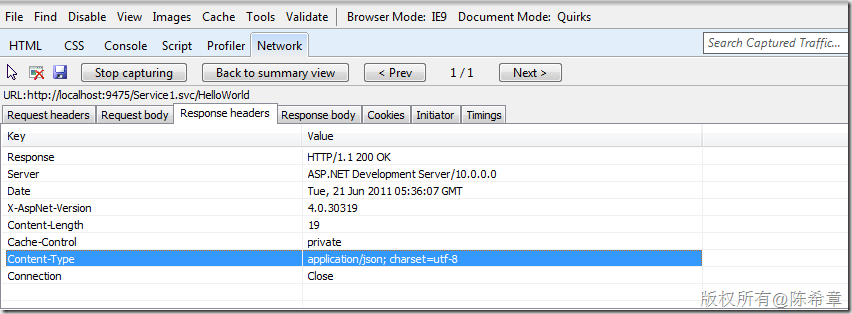 File Find Disable View Images Cache Tools Validate Browser Mode: IE9 Document Mode: Quirks
HTML CSS Console Script Profiler Network Search Captured Traffic...
Stop capturing Back to summary view < Prev 1 / 1 Next >
URL:http://localhost:9475/Service1.svc/HelloWorld
Request headers Request body Response headers Response body Cookies Initiator Timings
Key Value
Response HTTP/1.1 200 OK
Server ASP.NET Development Server/10.0.0.0
Date Tue, 21 Jun 2011 05:36:07 GMT
X-AspNet-Version 4.0.30319
Content-Length 19
Cache-Control private
Content-Type application/json; charset=utf-8
Connection Close
版权所有@陈希章